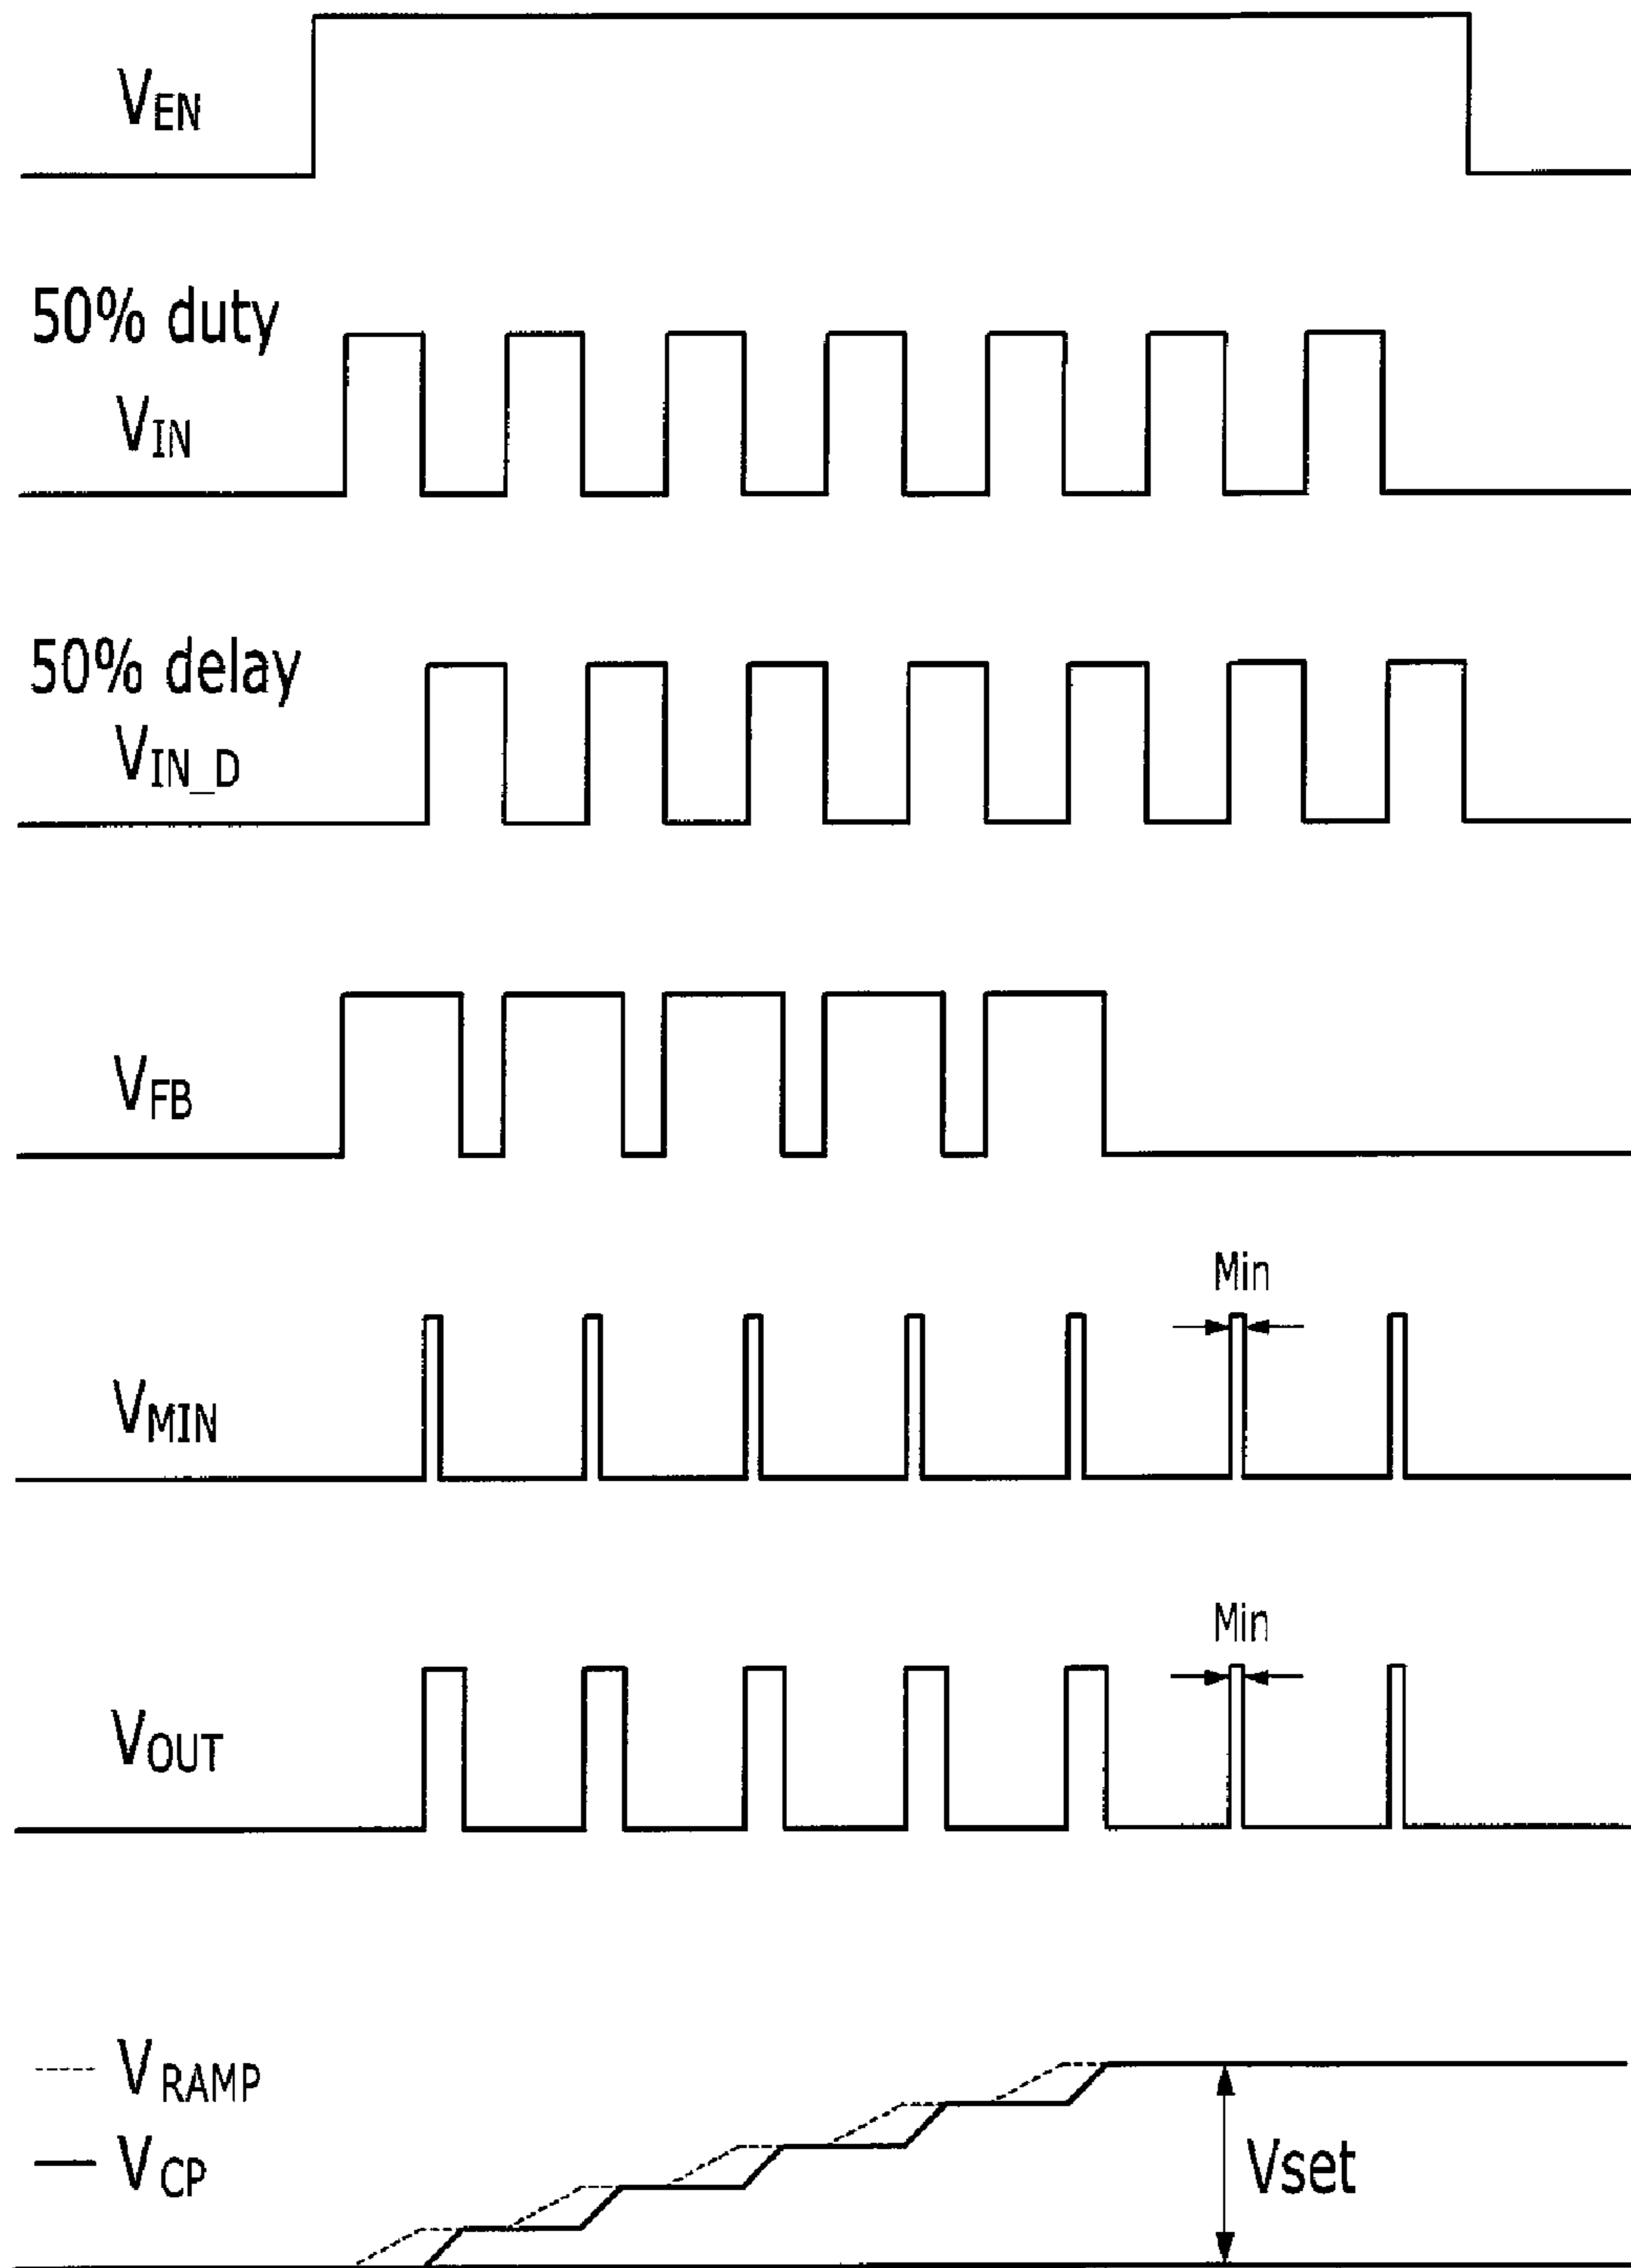 VEN
50% duty
VIN
50% delay
VIN_D
VFB
Min
VMIN
Min
VOUT
VRAMP
VCP
Vset